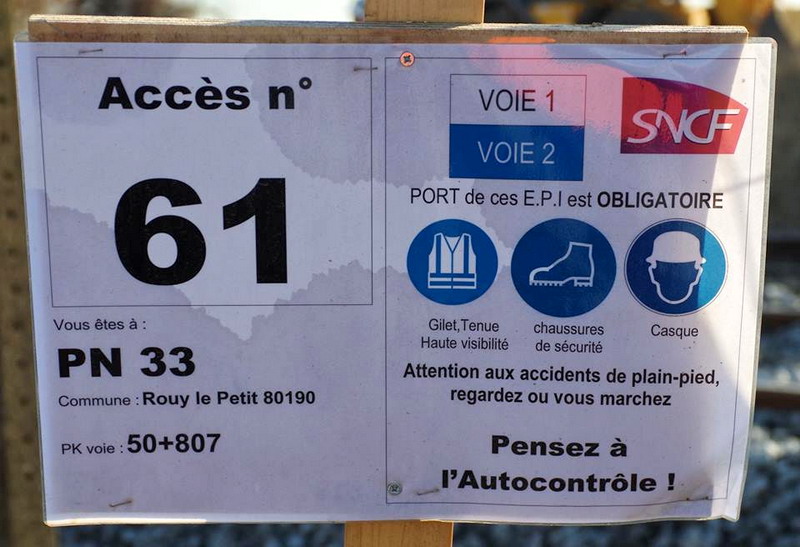 Accès n°
61
Vous êtes à :
PN 33
Commune : Rouy le Petit 80190
PK voie : 50+807
VOIE 1
VOIE 2
SNCF
PORT de ces E.P.I est OBLIGATOIRE
Gilet,Tenue
Haute visibilité
chaussures
de sécurité
Casque
Attention aux accidents de plain-pied,
regardez ou vous marchez
Pensez à
l'Autocontrôle !